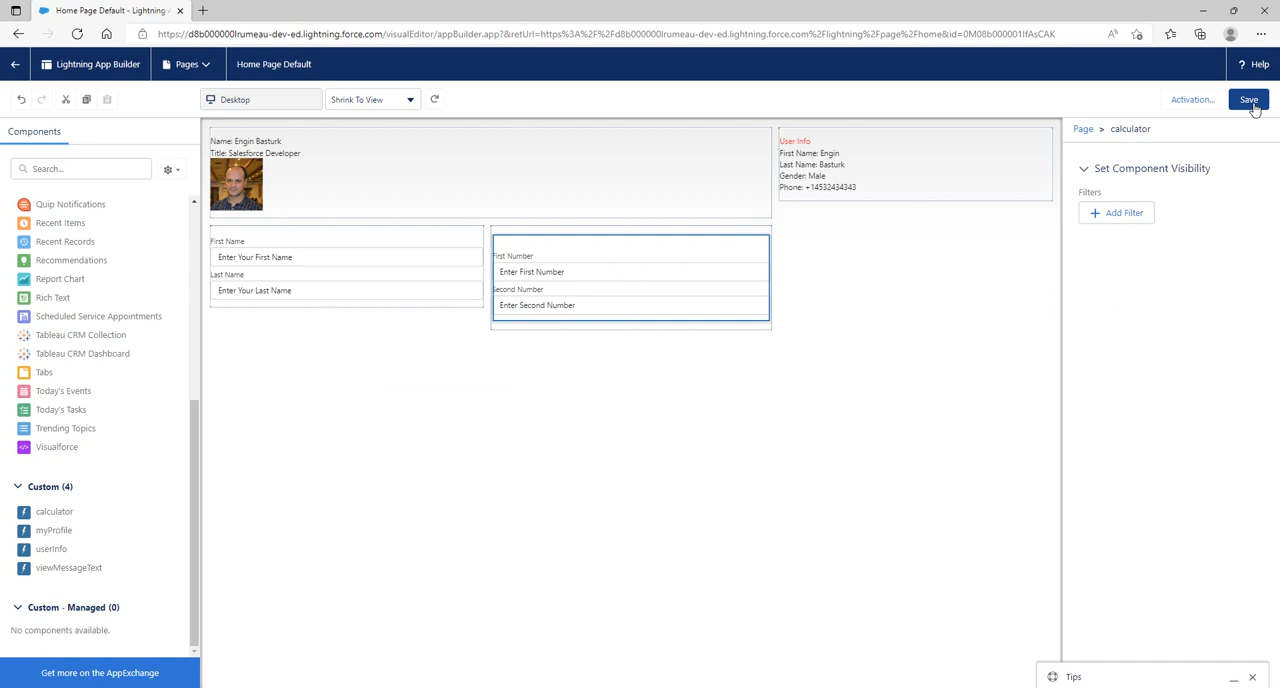 Home Page Default - Lightning
https://d8b000000lrumeau-dev-ed.lightning.force.com/visualEditor/appBuilder.app?&retUrl=https%3A%2F%2Fd8b000000lrumeau-dev-ed.lightning.force.com%2Flightning%2Fpage%2Fhome&id=0M08b000001lfAsCAK
Lightning App Builder
Pages
Home Page Default
? Help
Desktop
Shrink To View
Activation...
Save
Components
Search...
Quip Notifications
Recent Items
Recent Records
Recommendations
Report Chart
Rich Text
Scheduled Service Appointments
Tableau CRM Collection
Tableau CRM Dashboard
Tabs
Today's Events
Today's Tasks
Trending Topics
Visualforce
Custom (4)
calculator
myProfile
userInfo
viewMessageText
Custom - Managed (0)
No components available.
Get more on the AppExchange
Name: Engin Basturk
Title: Salesforce Developer
First Name
Enter Your First Name
Last Name
Enter Your Last Name
First Number
Enter First Number
Second Number
Enter Second Number
User Info
First Name: Engin
Last Name: Basturk
Gender: Male
Phone: +14532434343
Page > calculator
Set Component Visibility
Filters
+ Add Filter
Tips